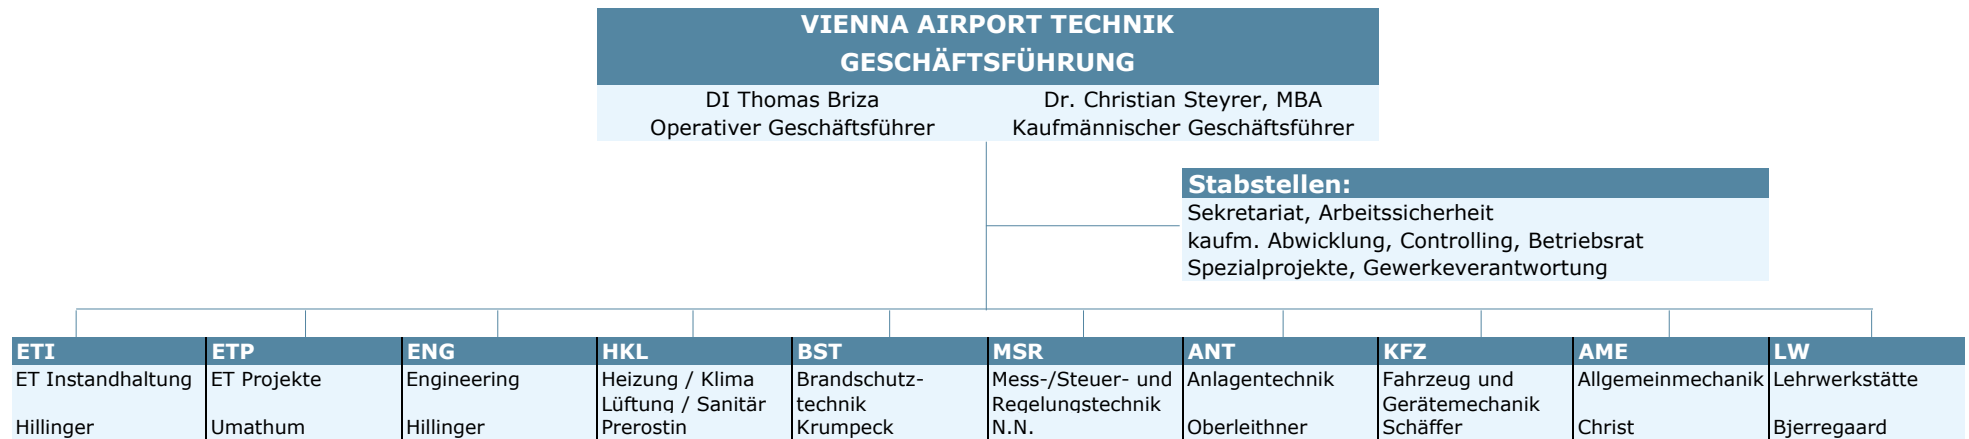 VIENNA AIRPORT TECHNIK
GESCHÄFTSFÜHRUNG
DI Thomas Briza
Operativer Geschäftsführer
Dr. Christian Steyrer, MBA
Kaufmännischer Geschäftsführer
Stabstellen:
Sekretariat, Arbeitssicherheit
kaufm. Abwicklung, Controlling, Betriebsrat
Spezialprojekte, Gewerkeverantwortung
ETI
ET Instandhaltung
Hillinger
ETP
ET Projekte
Umathum
ENG
Engineering
Hillinger
HKL
Heizung / Klima
Lüftung / Sanitär
Prerostin
BST
Brandschutz-
technik
Krumpeck
MSR
Mess-/Steuer- und
Regelungstechnik
N.N.
ANT
Anlagentechnik
Oberleithner
KFZ
Fahrzeug und
Gerätemechanik
Schäffer
AME
Allgemeinmechanik
Christ
LW
Lehrwerkstätte
Bjerregaard